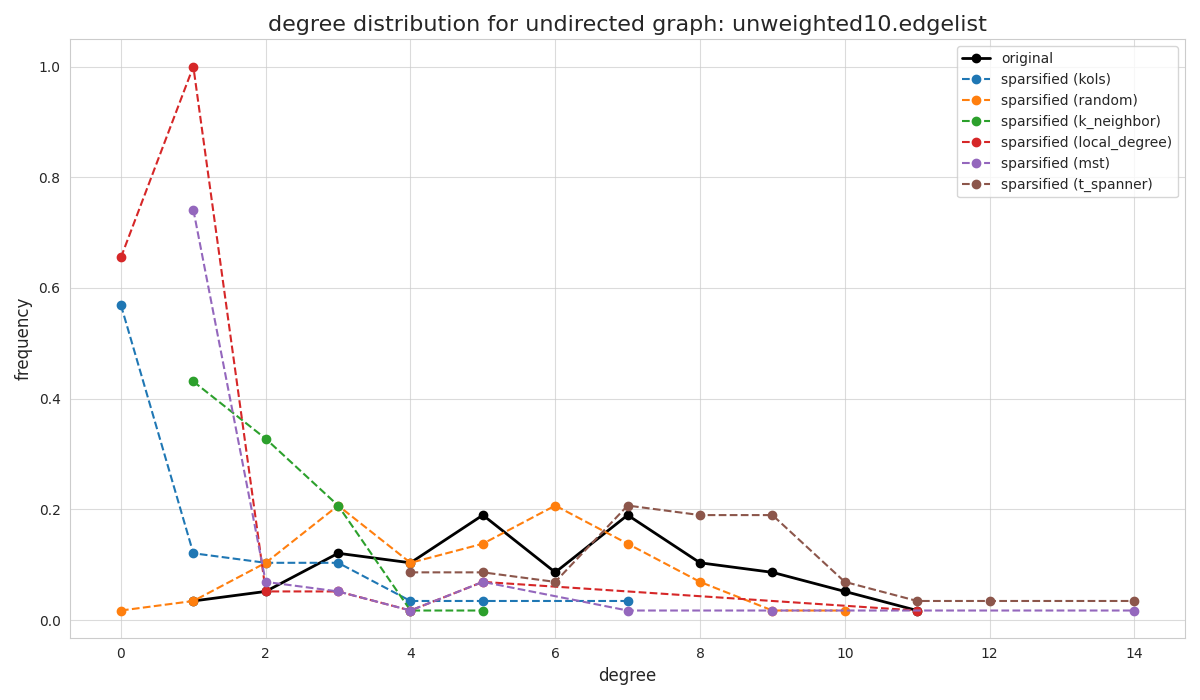 degree distribution for undirected graph: unweighted10.edgelist
original
sparsified (kols)
sparsified (random)
sparsified (k_neighbor)
sparsified (local_degree)
sparsified (mst)
sparsified (t_spanner)
frequency
1.0
0.8
0.6
0.4
0.2
0.0
0 2 4 6 8 10 12 14
degree